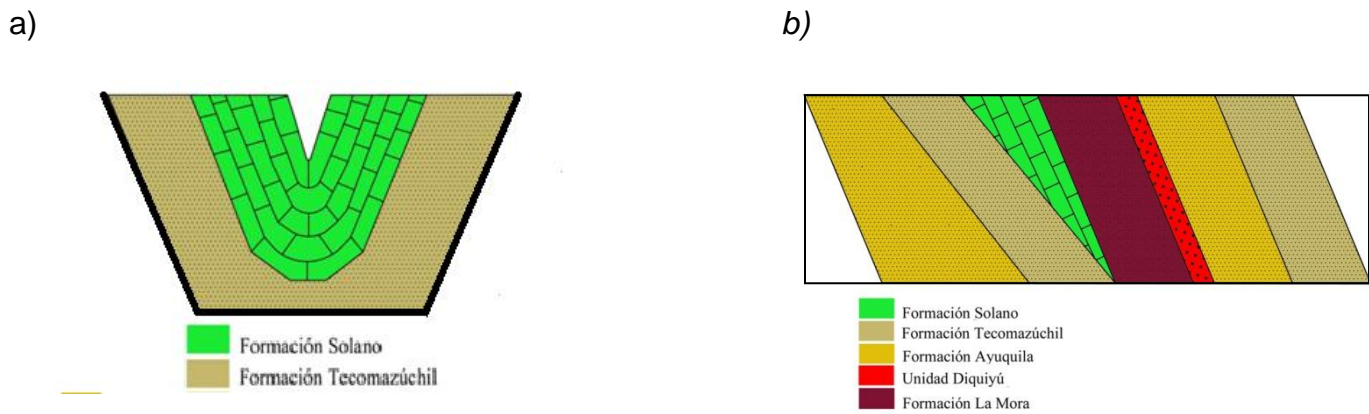 a)
b)
Formación Solano
Formación Tecomazúchil
Formación Solano
Formación Tecomazúchil
Formación Ayuquila
Unidad Diquiyú
Formación La Mora